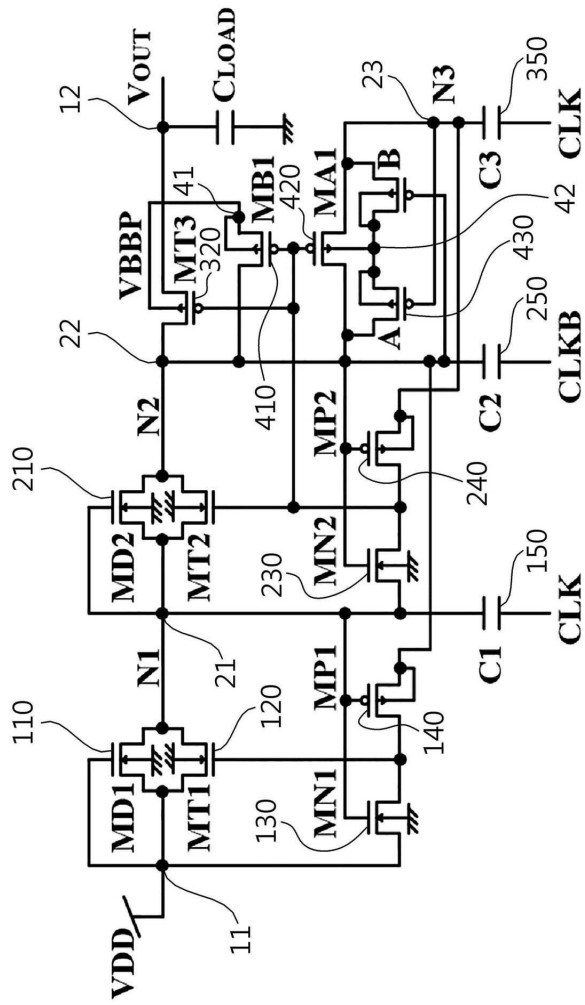 VDD
11
MD1
110
MT1
120
N1
21
MN1
130
MP1
140
C1
150
CLK
MD2
210
MT2
N2
22
MN2
230
MP2
240
C2
250
CLKB
VBBP
MT3
320
41
MB1
410
MA1
420
A
B
430
42
12
VOUT
CLOAD
23
N3
C3
350
CLK